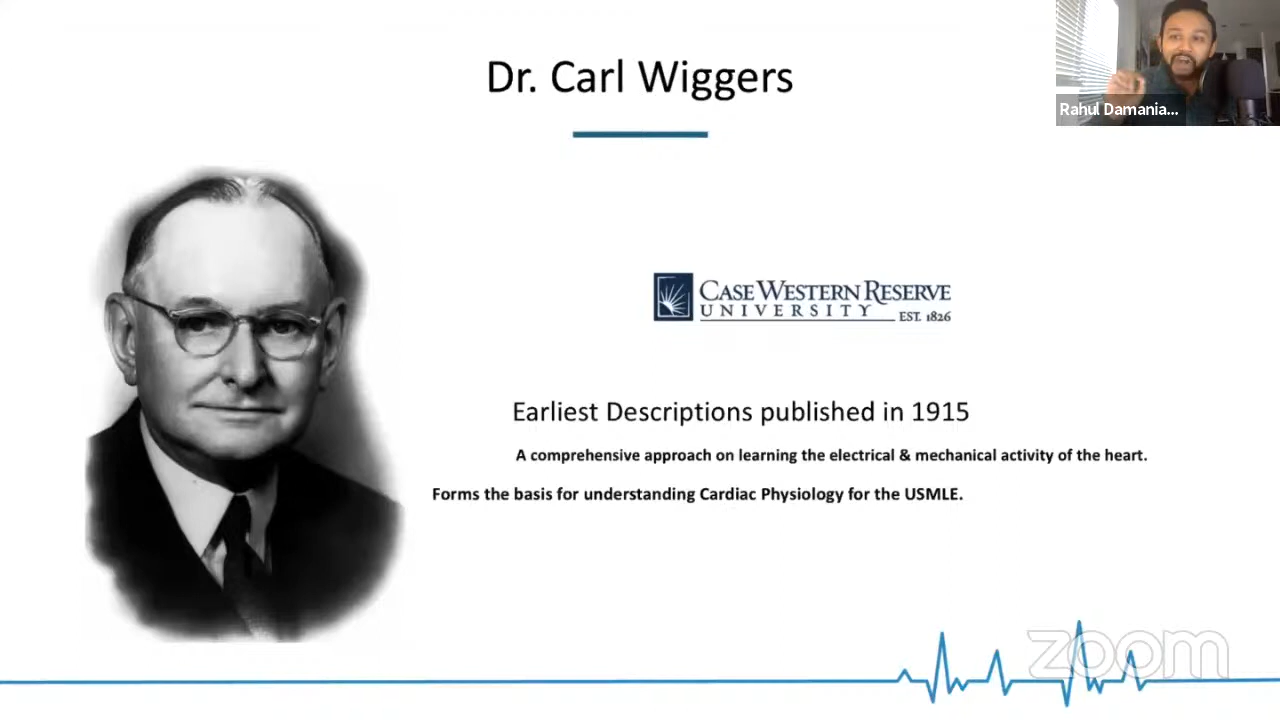 Dr. Carl Wiggers
Rahul Damania...
CASE WESTERN RESERVE
UNIVERSITY
EST. 1826
Earliest Descriptions published in 1915
A comprehensive approach on learning the electrical & mechanical activity of the heart.
Forms the basis for understanding Cardiac Physiology for the USMLE.
zoom